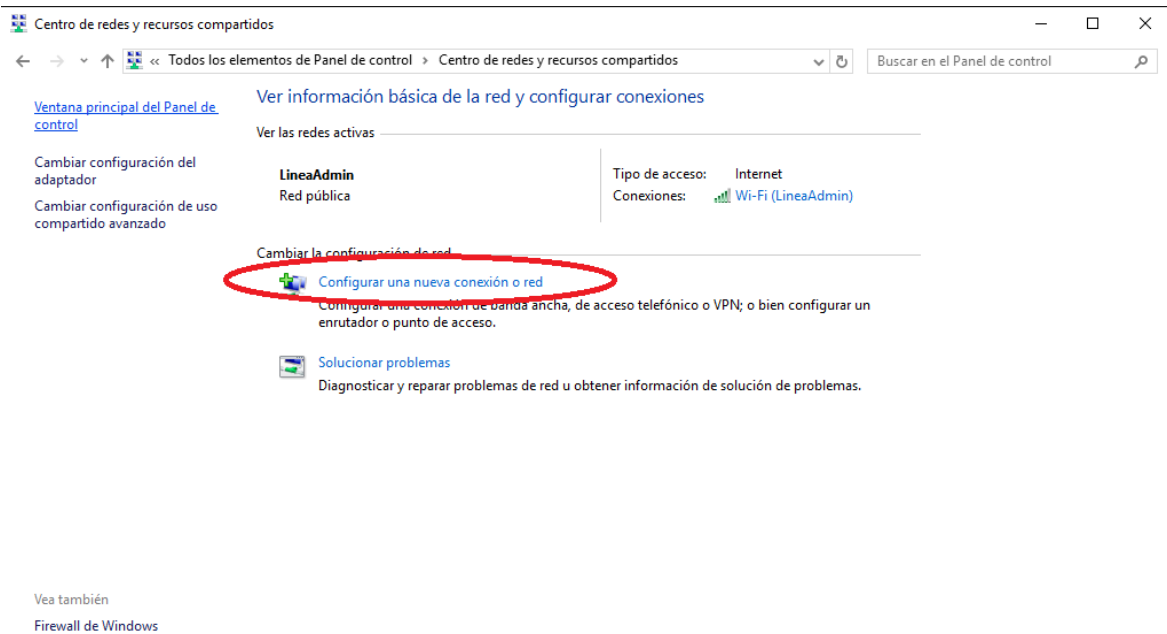 Centro de redes y recursos compartidos
« Todos los elementos de Panel de control › Centro de redes y recursos compartidos
Buscar en el Panel de control
Ventana principal del Panel de
control
Cambiar configuración del
adaptador
Cambiar configuración de uso
compartido avanzado
Ver información básica de la red y configurar conexiones
Ver las redes activas
LineaAdmin
Red pública
Tipo de acceso: Internet
Conexiones: Wi-Fi (LineaAdmin)
Cambiar la configuración de red
Configurar una nueva conexión o red
Configurar una conexión de banda ancha, de acceso telefónico o VPN; o bien configurar un
enrutador o punto de acceso.
Solucionar problemas
Diagnosticar y reparar problemas de red u obtener información de solución de problemas.
Vea también
Firewall de Windows